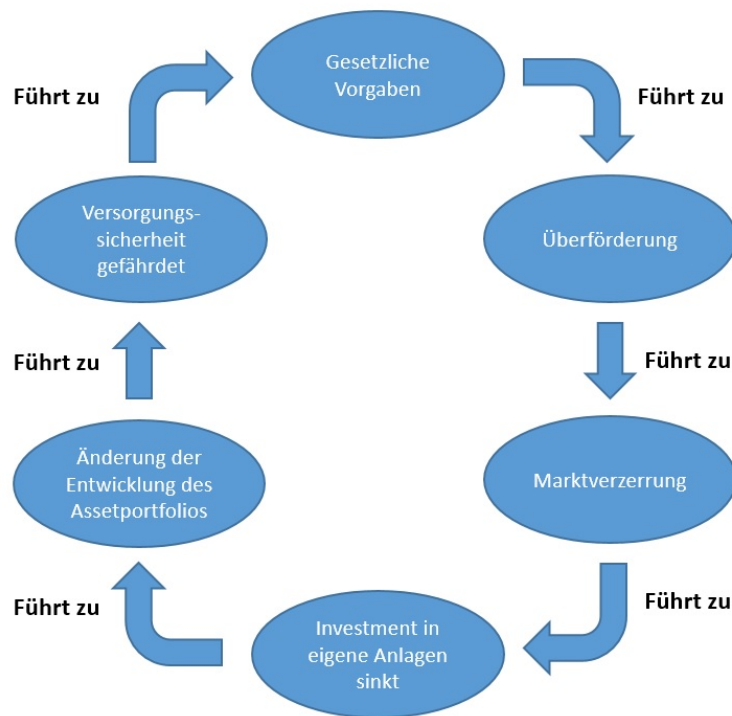 Gesetzliche
Vorgaben
Führt zu
Überförderung
Führt zu
Marktverzerrung
Führt zu
Investment in
eigene Anlagen
sinkt
Führt zu
Änderung der
Entwicklung des
Assetportfolios
Führt zu
Versorgungs-
sicherheit
gefährdet
Führt zu